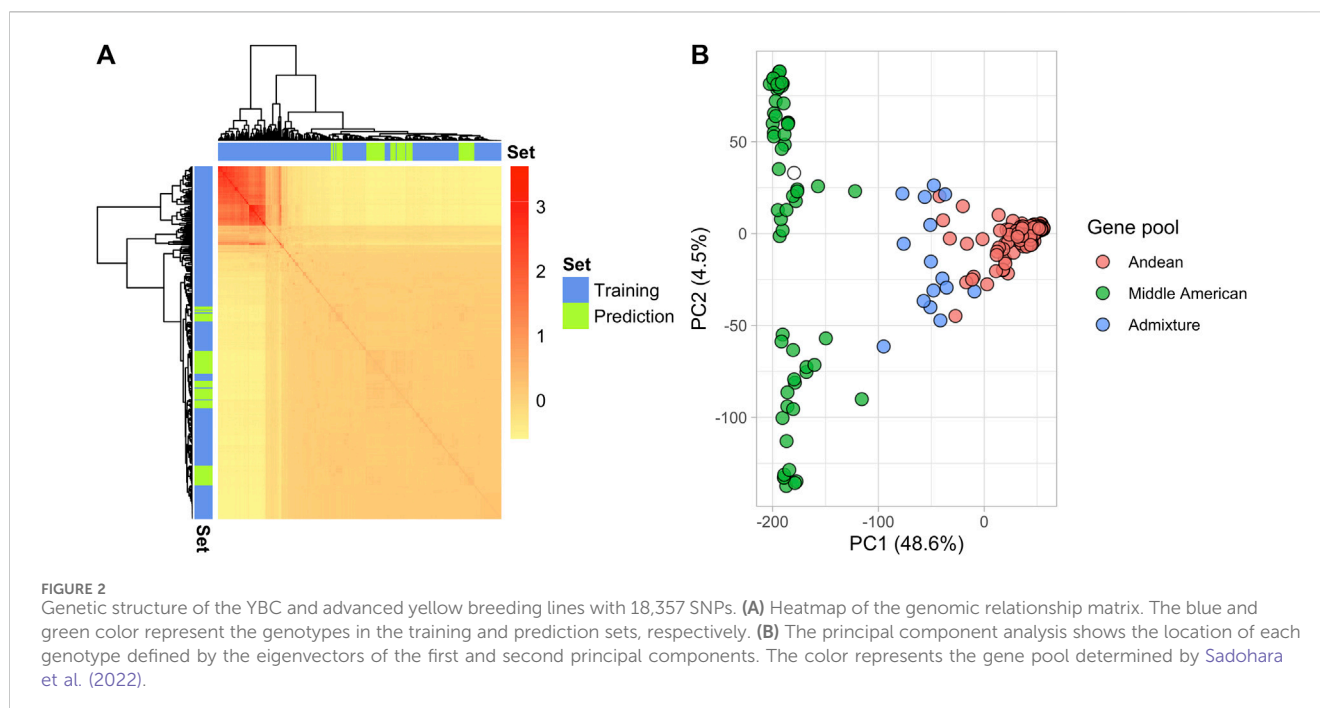 A
Set
3
2
1
0
Set
Training
Prediction
Set
B
50
0
-50
-100
-200
-100
0
PC2 (4.5%)
PC1 (48.6%)
Gene pool
Andean
Middle American
Admixture
FIGURE 2
Genetic structure of the YBC and advanced yellow breeding lines with 18,357 SNPs. (A) Heatmap of the genomic relationship matrix. The blue and
green color represent the genotypes in the training and prediction sets, respectively. (B) The principal component analysis shows the location of each
genotype defined by the eigenvectors of the first and second principal components. The color represents the gene pool determined by Sadohara
et al. (2022).